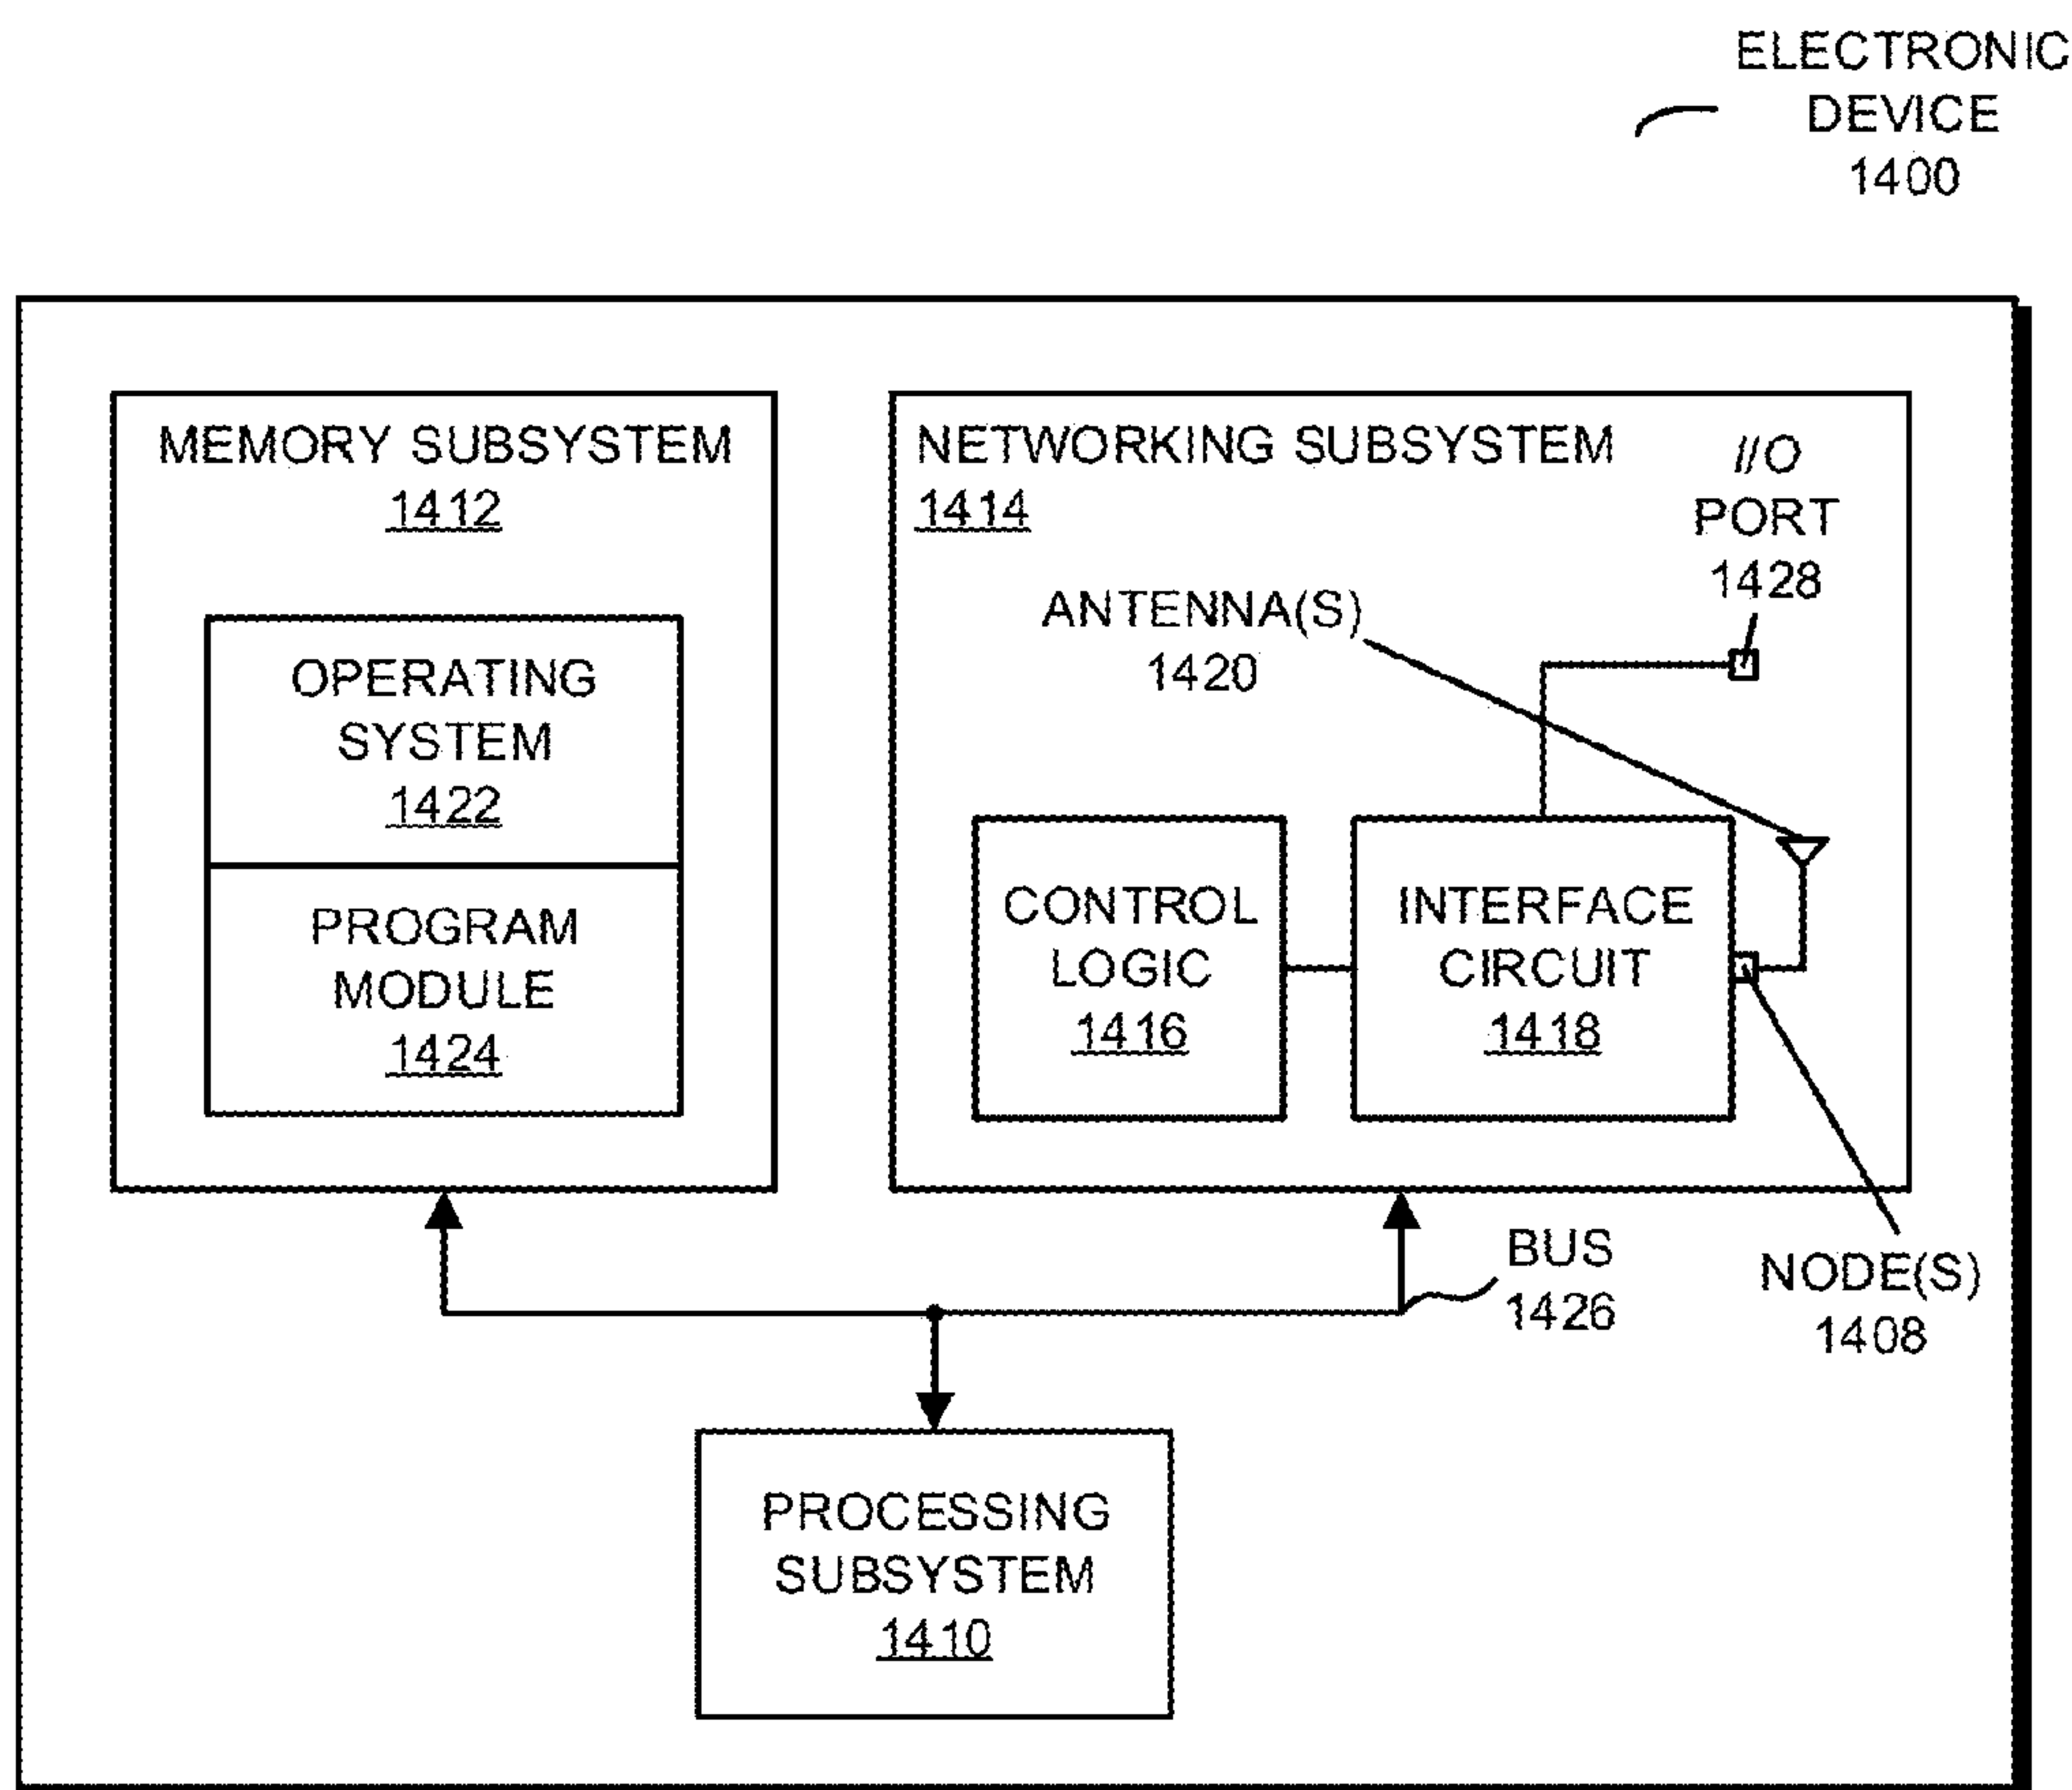 ELECTRONIC
DEVICE
1400
MEMORY SUBSYSTEM
1412
OPERATING
SYSTEM
1422
PROGRAM
MODULE
1424
NETWORKING SUBSYSTEM
1414
I/O
PORT
1428
ANTENNA(S)
1420
CONTROL
LOGIC
1416
INTERFACE
CIRCUIT
1418
BUS
1426
NODE(S)
1408
PROCESSING
SUBSYSTEM
1410